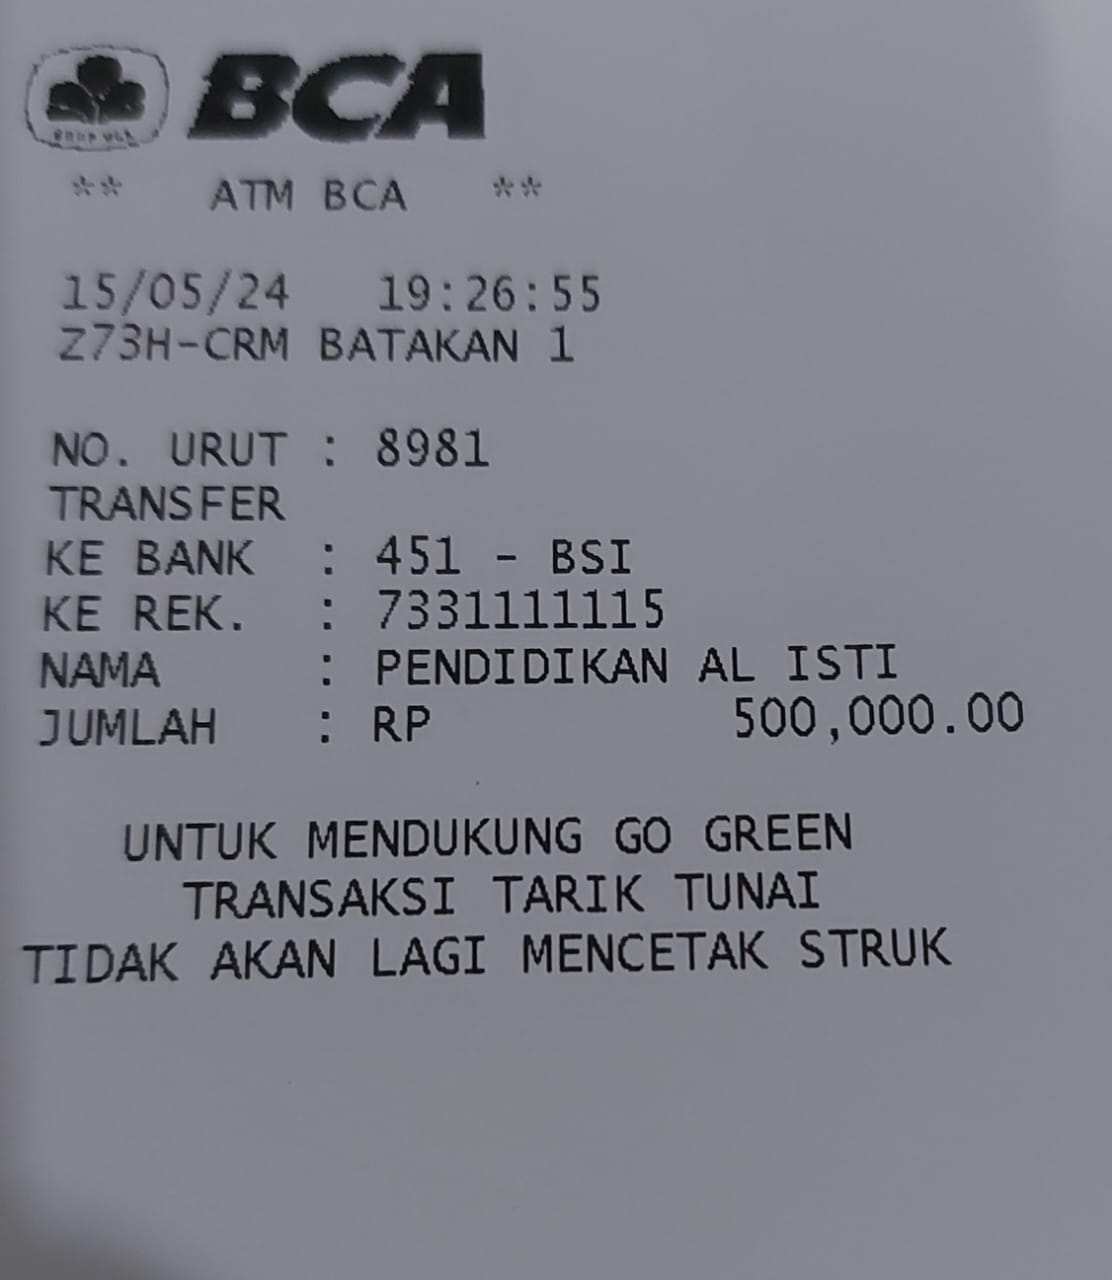 BCA
** ATM BCA **
15/05/24 19:26:55
Z73H-CRM BATAKAN 1
NO. URUT : 8981
TRANSFER
KE BANK : 451 - BSI
KE REK. : 7331111115
NAMA : PENDIDIKAN AL ISTI
JUMLAH : RP 500,000.00
UNTUK MENDUKUNG GO GREEN
TRANSAKSI TARIK TUNAI
TIDAK AKAN LAGI MENCETAK STRUK